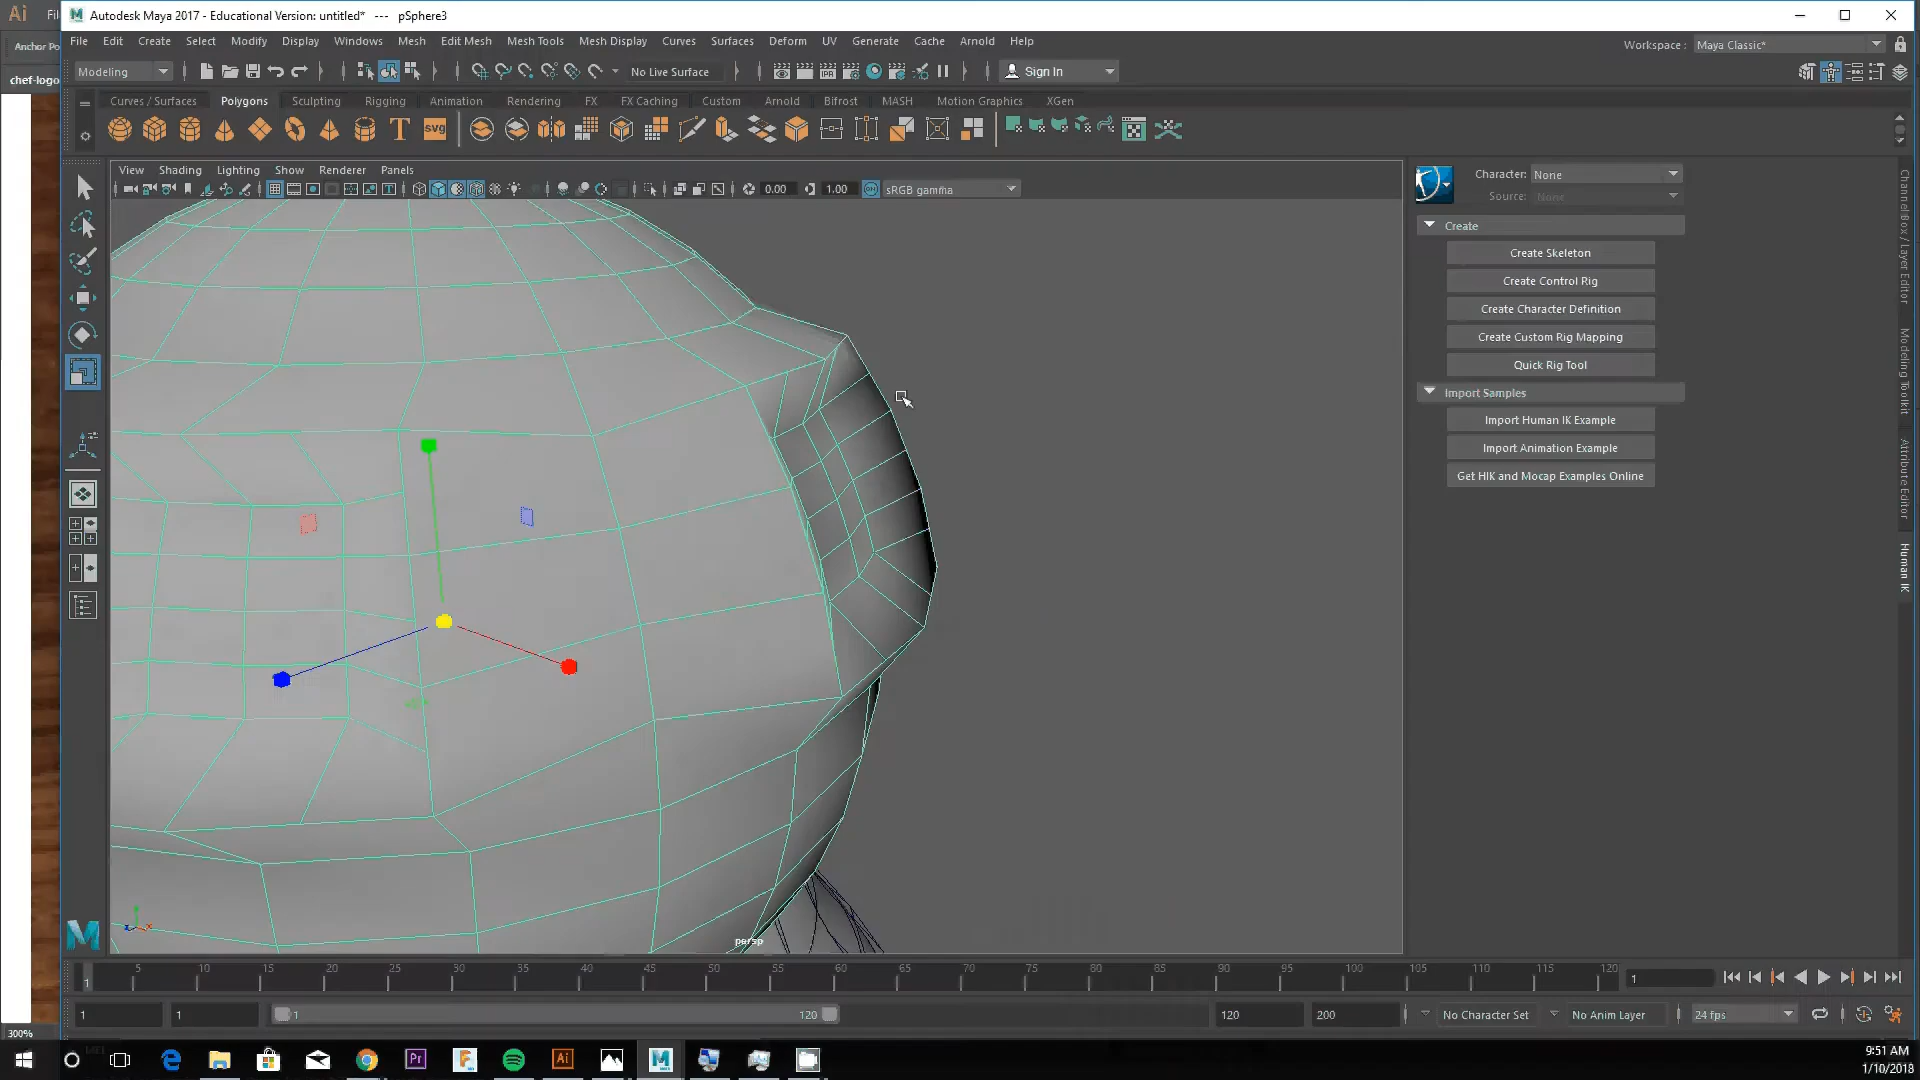 Ai Fi
Autodesk Maya 2017 - Educational Version: untitled* --- pSphere3
File Edit Create Select Modify Display Windows Mesh Edit Mesh Mesh Tools Mesh Display Curves Surfaces Deform UV Generate Cache Arnold Help
Workspace : Maya Classic*
Anchor Po
Modeling No Live Surface Sign In
chef-logo
Curves / Surfaces Polygons Sculpting Rigging Animation Rendering FX FX Caching Custom Arnold Bifrost MASH Motion Graphics XGen
T SVG
View Shading Lighting Show Renderer Panels
0.00 1.00 sRGB gamma
Character: None
Source: None
Create
Create Skeleton
Create Control Rig
Create Character Definition
Create Custom Rig Mapping
Quick Rig Tool
Import Samples
Import Human IK Example
Import Animation Example
Get HIK and Mocap Examples Online
Channel Box / Layer Editor
Modeling Toolkit
Attribute Editor
Human IK
persp
1 5 10 15 20 25 30 35 40 45 50 55 60 65 70 75 80 85 90 95 100 105 110 115 120 1
1 1 1 120 120 200 No Character Set No Anim Layer 24 fps
300%
9:51 AM
1/10/2018